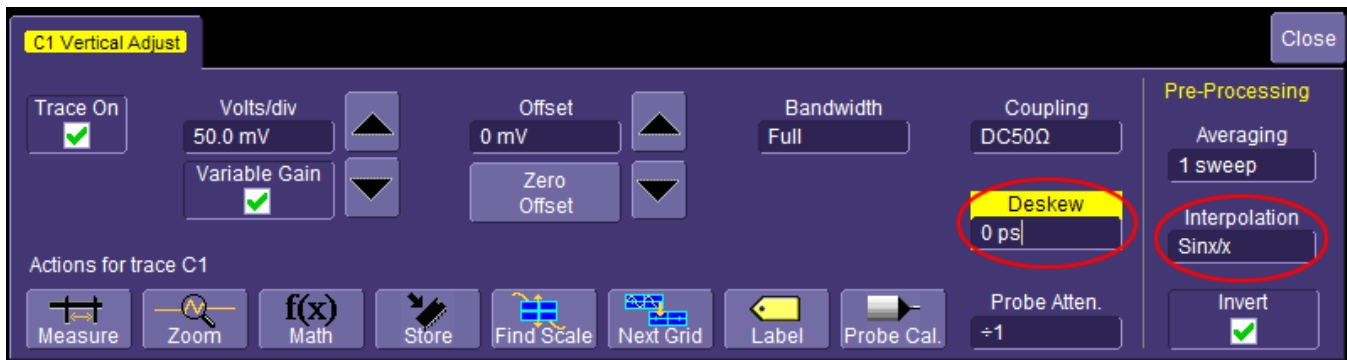 C1 Vertical Adjust
Close
Trace On
Volts/div
50.0 mV
Variable Gain
Offset
0 mV
Zero
Offset
Bandwidth
Full
Coupling
DC50Ω
Deskew
0 ps
Pre-Processing
Averaging
1 sweep
Interpolation
Sinx/x
Actions for trace C1
Measure
Zoom
f(x)
Math
Store
Find Scale
Next Grid
Label
Probe Cal.
Probe Atten.
÷1
Invert